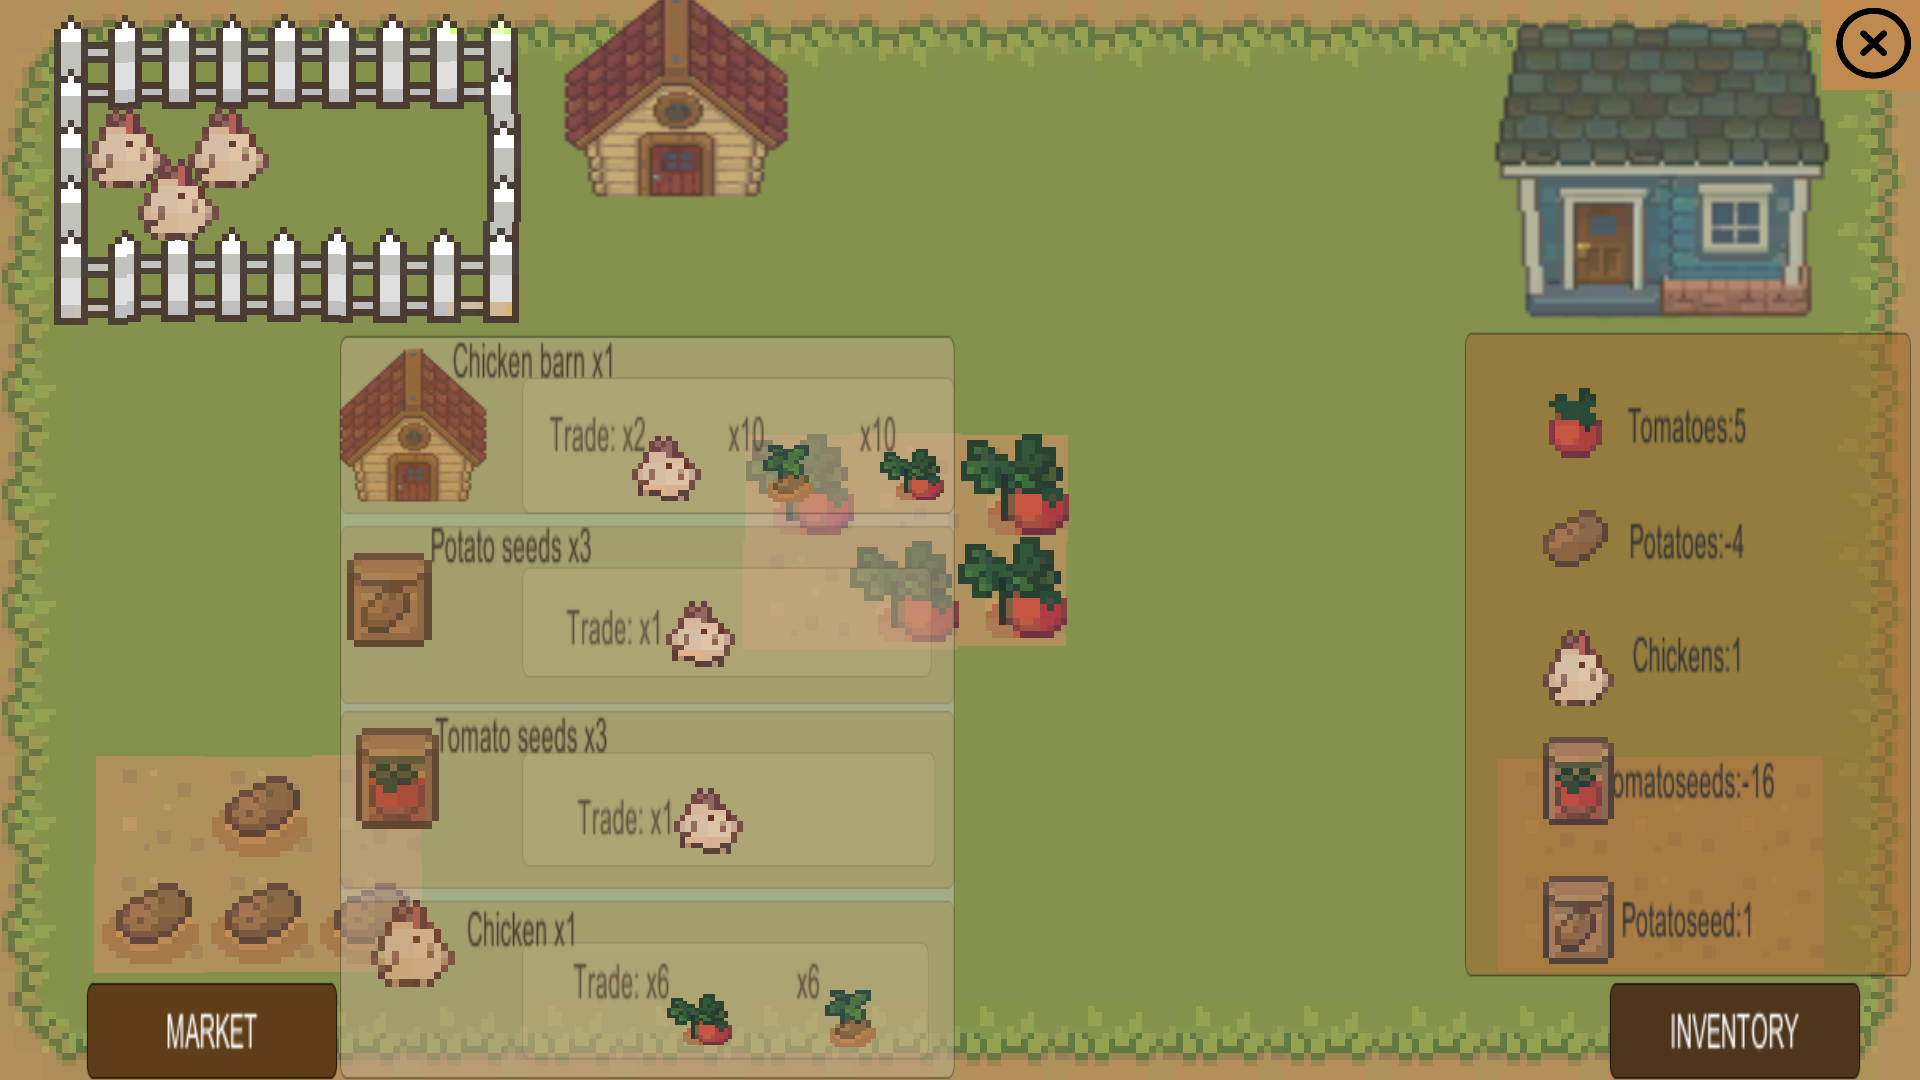 Chicken barn x1
Trade: x2 x10 x10
Potato seeds x3
Trade: x1
Tomato seeds x3
Trade: x1
Chicken x1
Trade: x6 x6
MARKET
Tomatoes:5
Potatoes:-4
Chickens:1
omatoseeds:-16
Potatoseed:1
INVENTORY